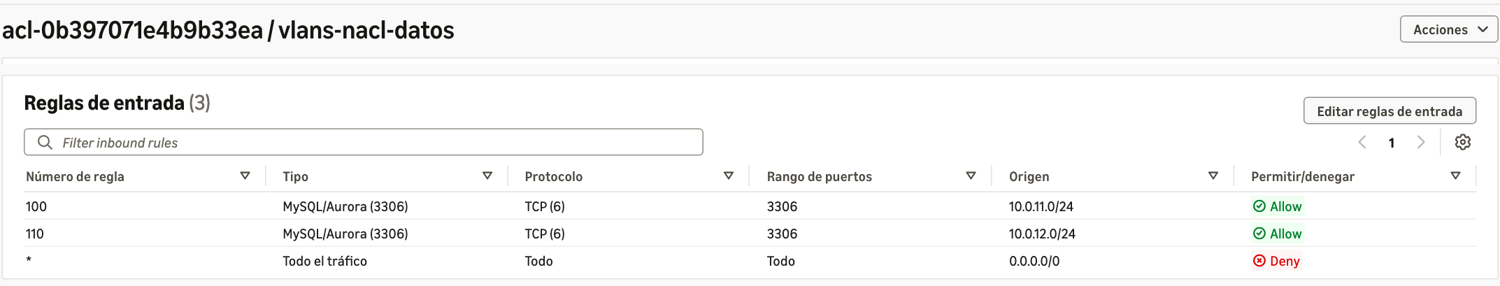 acl-0b397071e4b9b33ea / vlans-nacl-datos
Acciones
Reglas de entrada (3)
Editar reglas de entrada
Filter inbound rules
1
Número de regla Tipo Protocolo Rango de puertos Origen Permitir/denegar
100 MySQL/Aurora (3306) TCP (6) 3306 10.0.11.0/24 Allow
110 MySQL/Aurora (3306) TCP (6) 3306 10.0.12.0/24 Allow
* Todo el tráfico Todo Todo 0.0.0.0/0 Deny